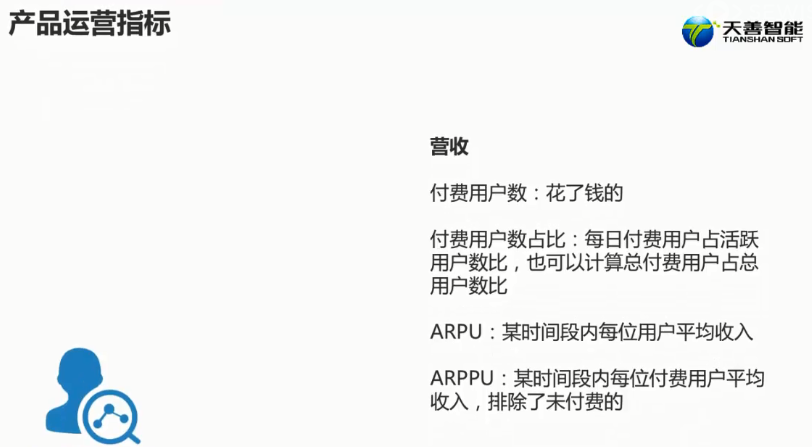 产品运营指标
天善智能
TIANSHAN SOFT
营收
付费用户数：花了钱的
付费用户数占比：每日付费用户占活跃
用户数比，也可以计算总付费用户占总
用户数比
ARPU：某时间段内每位用户平均收入
ARPPU：某时间段内每位付费用户平均
收入，排除了未付费的